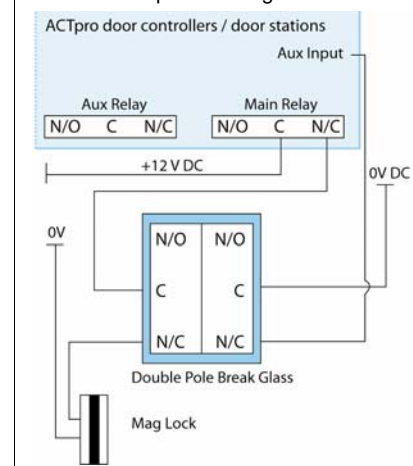 ACTpro door controllers / door stations
Aux Input
Aux Relay
Main Relay
N/O C N/C
N/O C N/C
+12 V DC
0V DC
0V
N/O N/O
C C
N/C N/C
Double Pole Break Glass
Mag Lock